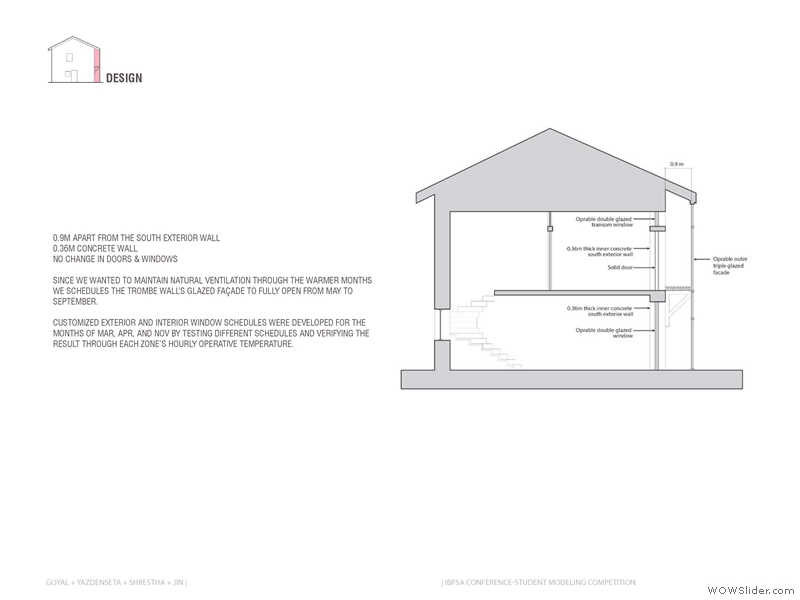 DESIGN
0.9M APART FROM THE SOUTH EXTERIOR WALL
0.36M CONCRETE WALL
NO CHANGE IN DOORS & WINDOWS
SINCE WE WANTED TO MAINTAIN NATURAL VENTILATION THROUGH THE WARMER MONTHS
WE SCHEDULES THE TROMBE WALL'S GLAZED FAÇADE TO FULLY OPEN FROM MAY TO
SEPTEMBER.
CUSTOMIZED EXTERIOR AND INTERIOR WINDOW SCHEDULES WERE DEVELOPED FOR THE
MONTHS OF MAR, APR, AND NOV BY TESTING DIFFERENT SCHEDULES AND VERIFYING THE
RESULT THROUGH EACH ZONE'S HOURLY OPERATIVE TEMPERATURE.
0.9 m
Oprable double glazed
transom window
0.36m thick inner concrete
south exterior wall
Solid door
Oprable outer
triple glazed
facade
0.36m thick inner concrete
south exterior wall
Oprable double glazed
window
GOYAL + YAZDENSETA + SHRESTHA + JIN |
| IBPSA CONFERENCE-STUDENT MODELING COMPETITION
WOWSlider.com